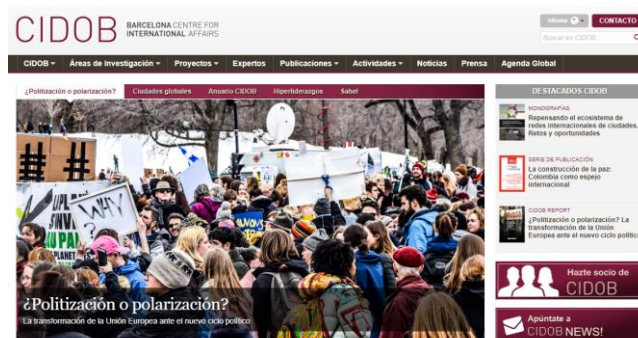 CIDOB
BARCELONA CENTRE FOR
INTERNATIONAL AFFAIRS
Idioma
CONTACTO
Buscar en CIDOB...
CIDOB Áreas de Investigación Proyectos Expertos Publicaciones Actividades Noticias Prensa Agenda Global
¿Politización o polarización? Ciudades globales Anuario CIDOB Hiperliderazgos Sahel
#
#
WHY
?
PLANET
¿Politización o polarización?
La transformación de la Unión Europea ante el nuevo ciclo político
DESTACADOS CIDOB
MONOGRAFÍAS
Repensando el ecosistema de
redes internacionales de ciudades.
Retos y oportunidades
SERIE DE PUBLICACIÓN
La construcción de la paz:
Colombia como espejo
internacional
CIDOB REPORT
¿Politización o polarización? La
transformación de la Unión
Europea ante el nuevo ciclo político
Hazte socio de
CIDOB
Apúntate a
CIDOB NEWS!